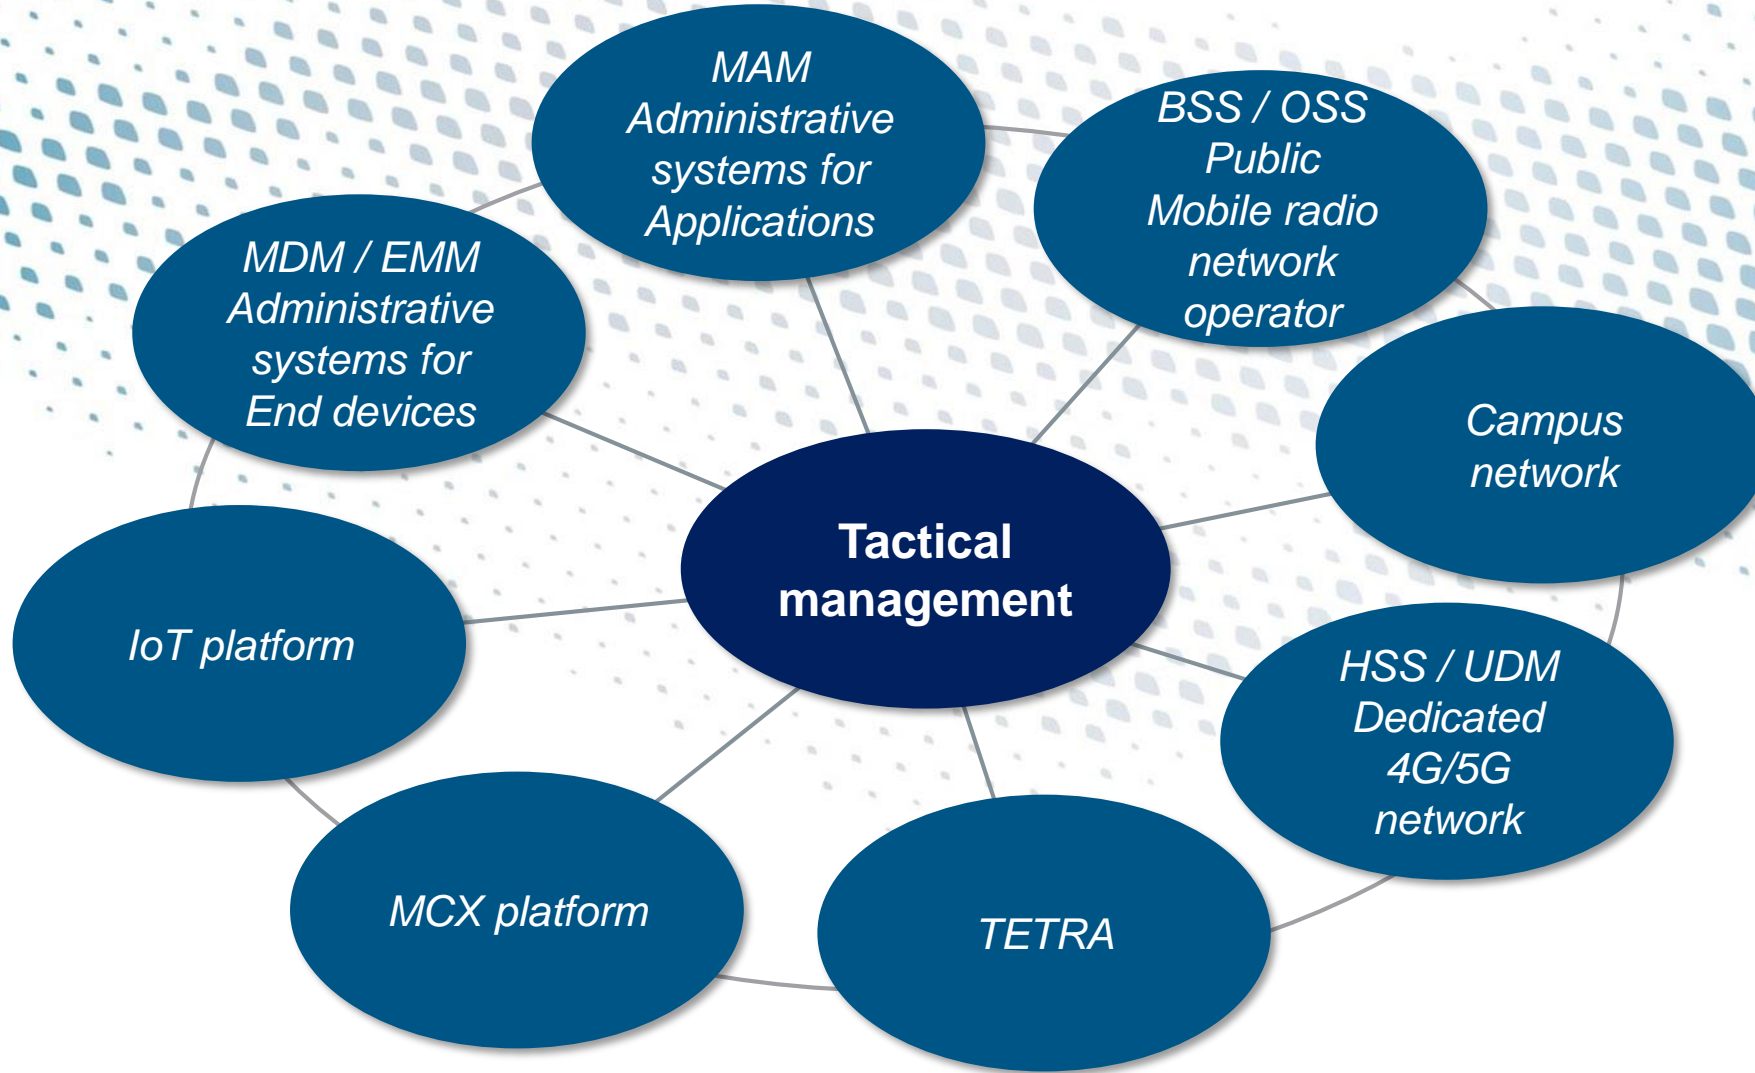 MAM
Administrative
systems for
Applications
BSS / OSS
Public
Mobile radio
network
operator
MDM / EMM
Administrative
systems for
End devices
Campus
network
Tactical
management
IoT platform
HSS / UDM
Dedicated
4G/5G
network
MCX platform
TETRA